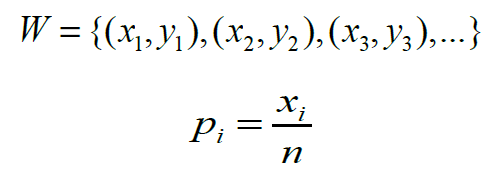 W = {(x₁, y₁), (x₂, y₂), (x₃, y₃), ...}
pᵢ = xᵢ / n